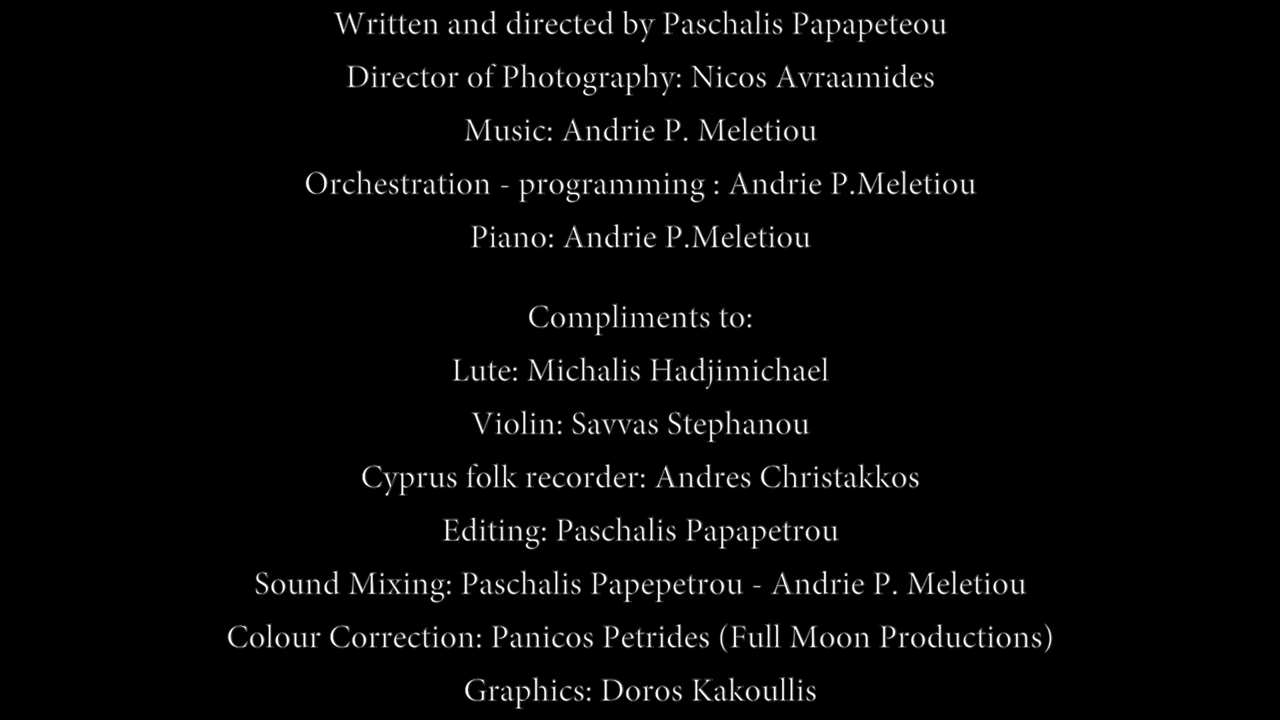 Written and directed by Paschalis Papapeteou
Director of Photography: Nicos Avraamides
Music: Andrie P. Meletiou
Orchestration - programming : Andrie P.Meletiou
Piano: Andrie P.Meletiou
Compliments to:
Lute: Michalis Hadjimichael
Violin: Savvas Stephanou
Cyprus folk recorder: Andres Christakkos
Editing: Paschalis Papapetrou
Sound Mixing: Paschalis Papepetrou - Andrie P. Meletiou
Colour Correction: Panicos Petrides (Full Moon Productions)
Graphics: Doros Kakoullis